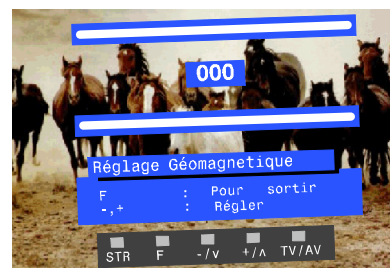 000
Réglage Géomagnetique
F : Pour sortir
-,+ : Régler
STR F -/v +/ʌ TV/AV